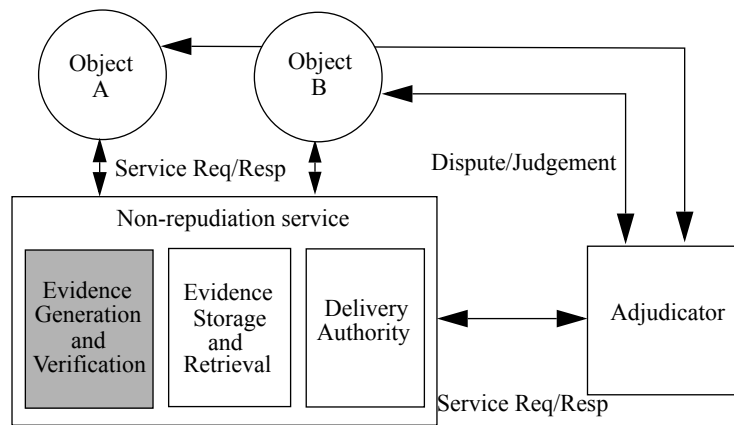 Object
A
Object
B
Service Req/Resp
Dispute/Judgement
Non-repudiation service
Evidence
Generation
and
Verification
Evidence
Storage
and
Retrieval
Delivery
Authority
Adjudicator
Service Req/Resp